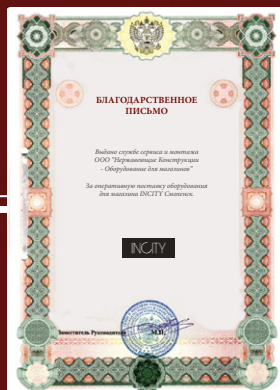 БЛАГОДАРСТВЕННОЕ
ПИСЬМО
Выдано службе сервиса и монтажа
ООО "Нержавеющие Конструкции
- Оборудование для магазинов"
За оперативную поставку оборудования
для магазина INCITY Смоленск.
INCITY
Заместитель Руководителя
М.П.